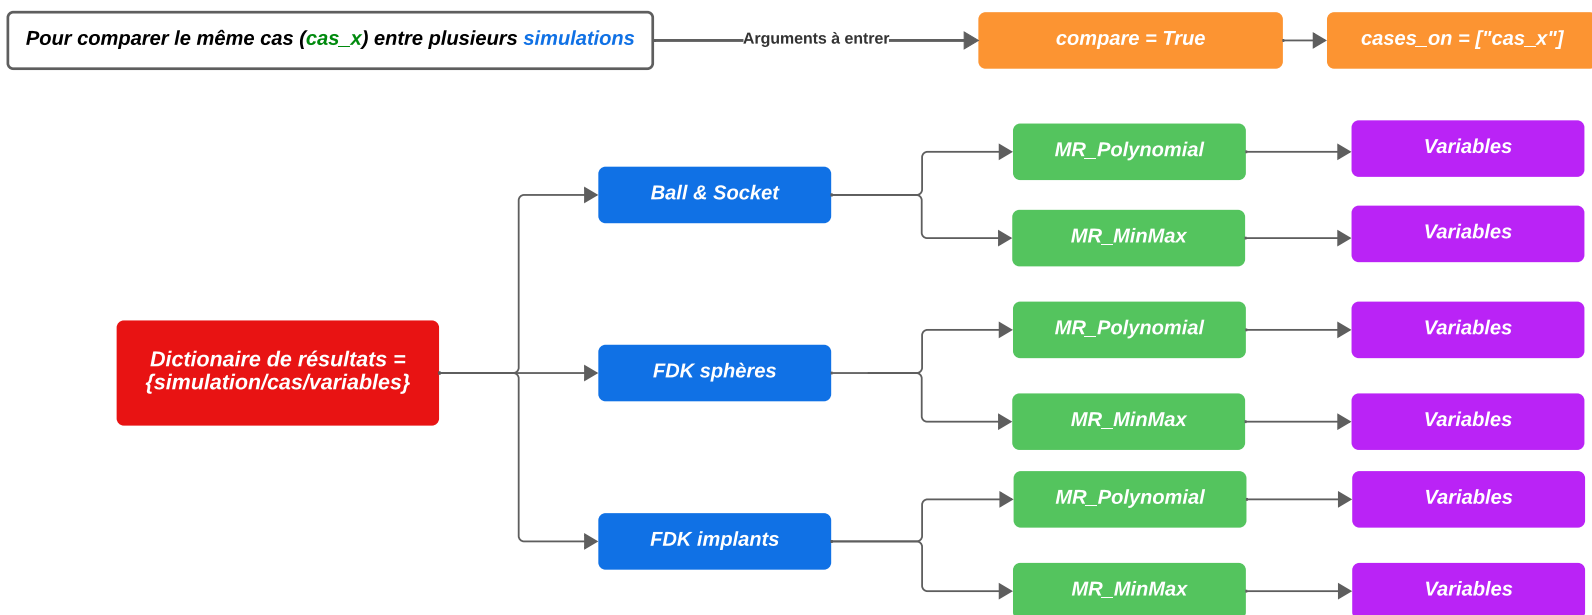 Pour comparer le même cas (cas_x) entre plusieurs simulations
Arguments à entrer
compare = True
cases_on = ["cas_x"]
MR_Polynomial
Variables
Ball & Socket
MR_MinMax
Variables
MR_Polynomial
Variables
Dictionaire de résultats =
{simulation/cas/variables}
FDK sphères
MR_MinMax
Variables
MR_Polynomial
Variables
FDK implants
MR_MinMax
Variables